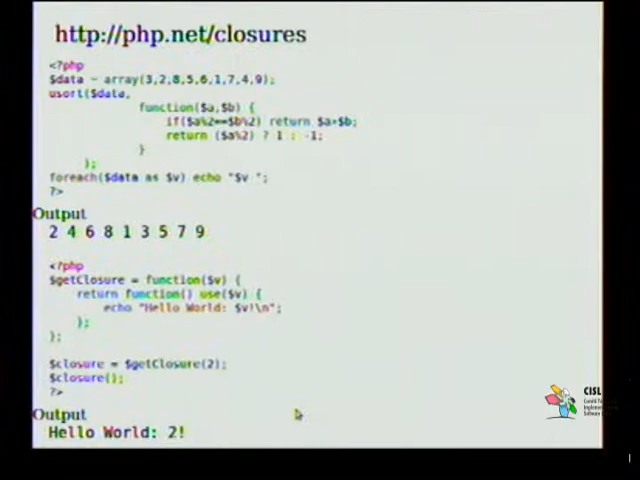 http://php.net/closures
<?php
$data = array(3,2,8,5,6,1,7,4,9);
usort($data,
function($a,$b) {
if($a%2==$b%2) return $a>$b;
return ($a%2) ? 1 : -1;
}
);
foreach($data as $v) echo "$v ";
?>
Output
2 4 6 8 1 3 5 7 9
<?php
$getClosure = function($v) {
return function() use($v) {
echo "Hello World: $v!\n";
};
};
$closure = $getClosure(2);
$closure();
?>
Output
Hello World: 2!
CISL